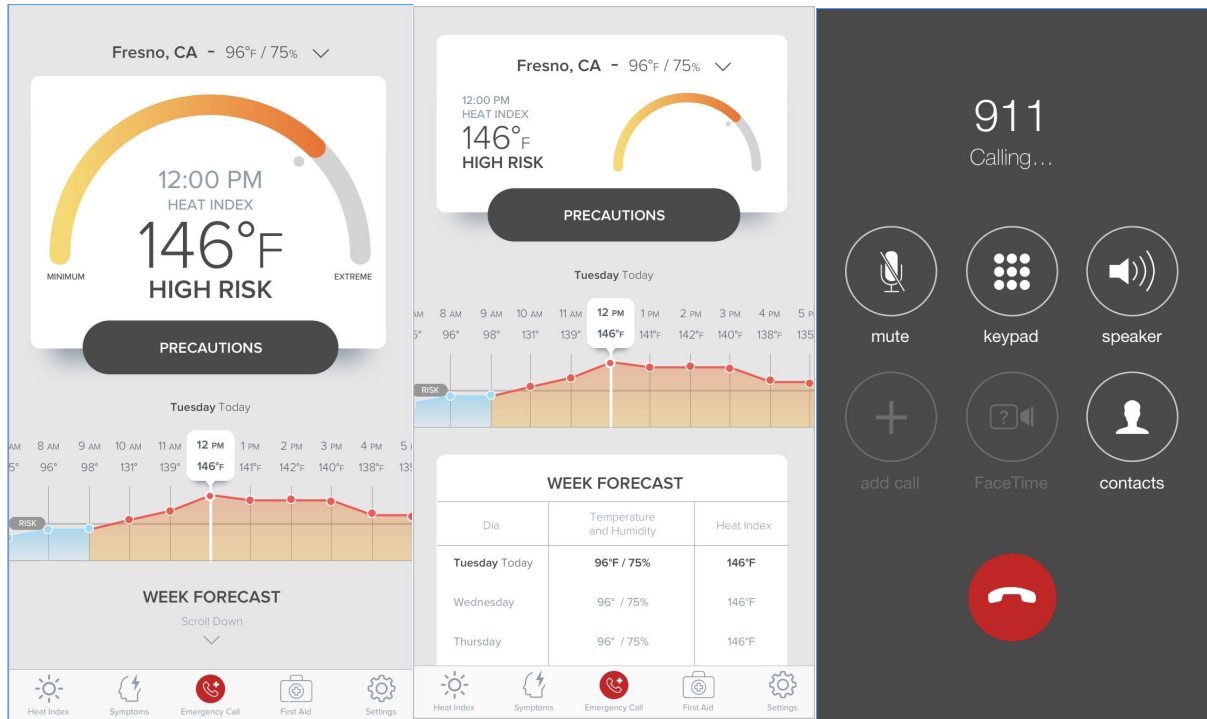 Fresno, CA - 96°F / 75%
12:00 PM
HEAT INDEX
146°F
HIGH RISK
MINIMUM
EXTREME
PRECAUTIONS
Tuesday Today
8 AM 9 AM 10 AM 11 AM 12 PM 1 PM 2 PM 3 PM 4 PM
96° 98° 131° 139° 146°F 141°F 142°F 140°F 138°F
RISK
WEEK FORECAST
Scroll Down
Heat Index Symptoms Emergency Call First Aid Settings
Fresno, CA - 96°F / 75%
12:00 PM
HEAT INDEX
146°F
HIGH RISK
PRECAUTIONS
Tuesday Today
8 AM 9 AM 10 AM 11 AM 12 PM 1 PM 2 PM 3 PM 4 PM
96° 98° 131° 139° 146°F 141°F 142°F 140°F 138°F
RISK
WEEK FORECAST
Día Temperature and Humidity Heat Index
Tuesday Today 96°F / 75% 146°F
Wednesday 96° / 75% 146°F
Thursday 96° / 75% 146°F
Heat Index Symptoms Emergency Call First Aid Settings
911
Calling...
mute keypad speaker
add call FaceTime contacts